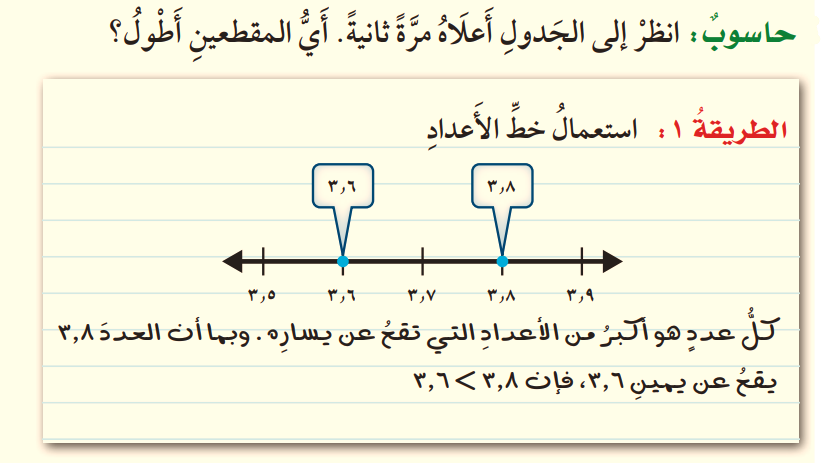 حاسوبٌ: انظرْ إلى الجَدولِ أَعلَاهُ مرَّةً ثانيةً. أَيُّ المقطعينِ أَطْولُ؟
الطريقةُ ١: استعمالُ خطِّ الأَعدادِ
٣٫٦ ٣٫٨
٣٫٥ ٣٫٦ ٣٫٧ ٣٫٨ ٣٫٩
كلُّ عددٍ هو أكبرُ من الأعدادِ التي تقعُ عن يسارِه. وبما أن العددَ ٣٫٨
يقعُ عن يمينِ ٣٫٦، فإن ٣٫٨ > ٣٫٦